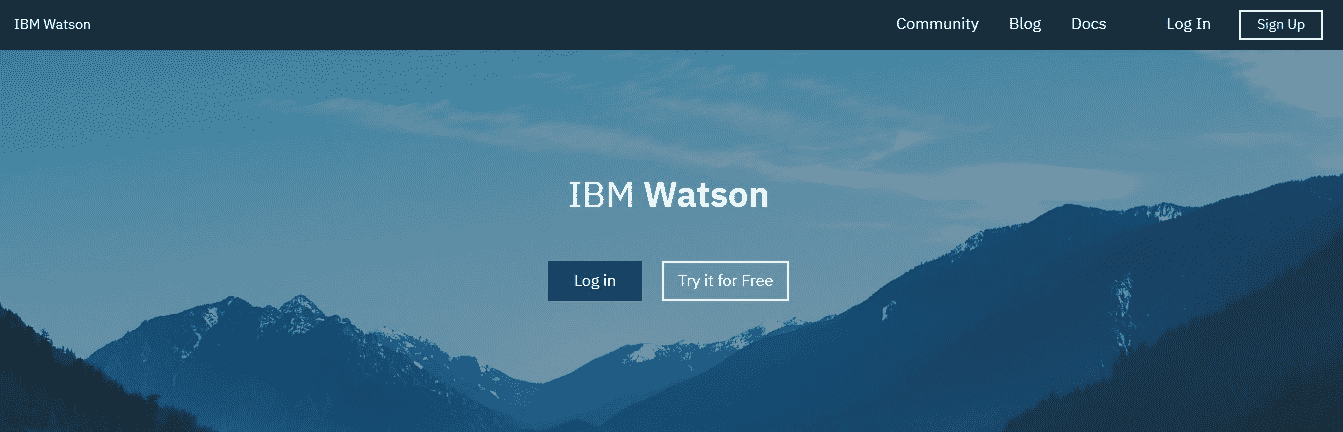 IBM Watson Community Blog Docs Log In Sign Up
IBM Watson
Log in Try it for Free